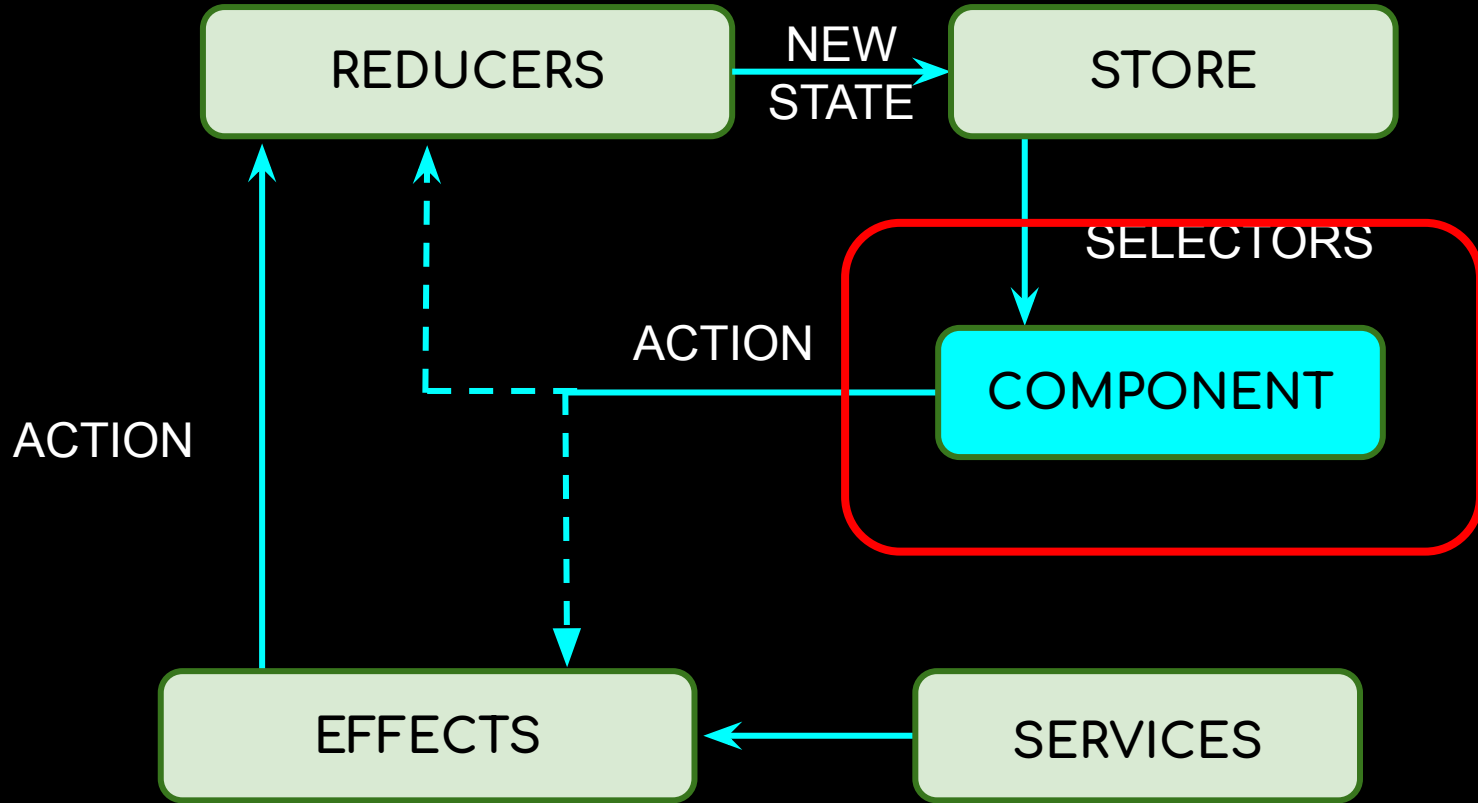 REDUCERS
NEW
STATE
STORE
SELECTORS
ACTION
COMPONENT
ACTION
EFFECTS
SERVICES